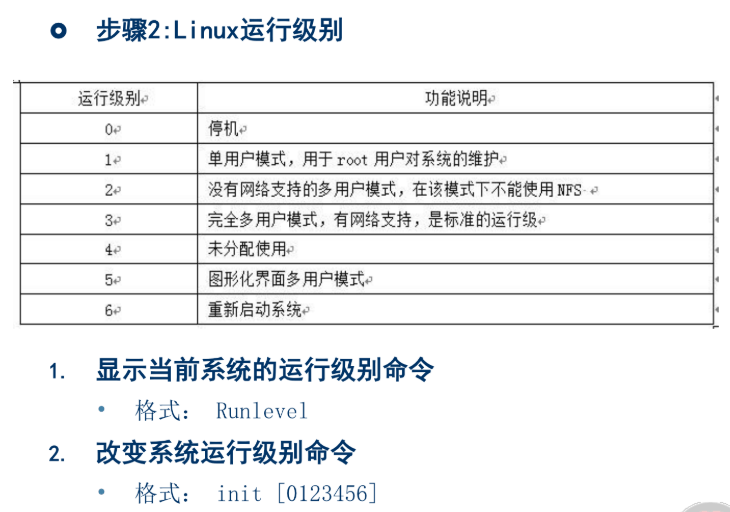 步骤2:Linux运行级别
运行级别 功能说明
0 停机
1 单用户模式，用于 root 用户对系统的维护
2 没有网络支持的多用户模式，在该模式下不能使用 NFS
3 完全多用户模式，有网络支持，是标准的运行级
4 未分配使用
5 图形化界面多用户模式
6 重新启动系统
1. 显示当前系统的运行级别命令
• 格式： Runlevel
2. 改变系统运行级别命令
• 格式： init [0123456]